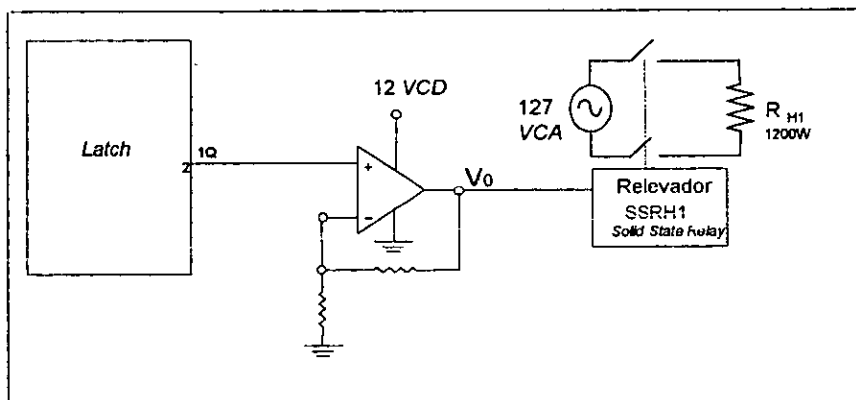 Latch
1Q
2
12 VCD
+
-
V0
127
VCA
R H1
1200W
Relevador
SSRH1
Solid State Relay